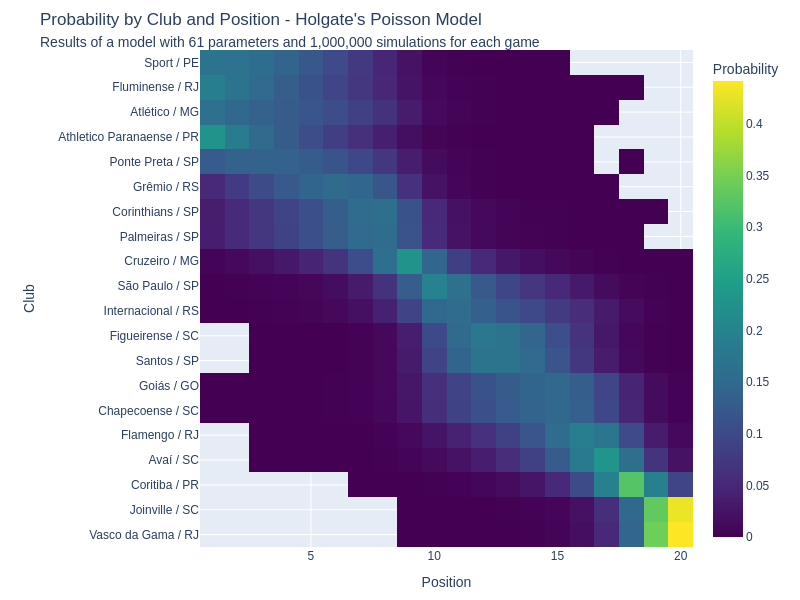 Probability by Club and Position - Holgate's Poisson Model
Results of a model with 61 parameters and 1,000,000 simulations for each game
Probability
Club
Sport / PE
Fluminense / RJ
Atlético / MG
Athletico Paranaense / PR
Ponte Preta / SP
Grêmio / RS
Corinthians / SP
Palmeiras / SP
Cruzeiro / MG
São Paulo / SP
Internacional / RS
Figueirense / SC
Santos / SP
Goiás / GO
Chapecoense / SC
Flamengo / RJ
Avaí / SC
Coritiba / PR
Joinville / SC
Vasco da Gama / RJ
5
10
15
20
Position
0.4
0.35
0.3
0.25
0.2
0.15
0.1
0.05
0